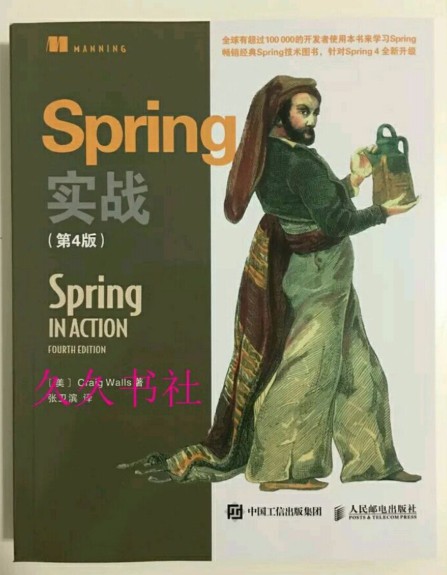 MANNING
全球有超过100 000的开发者使用本书来学习Spring
畅销经典Spring技术图书，针对Spring 4 全新升级
Spring
实战
（第4版）
Spring
IN ACTION
FOURTH EDITION
［美］ Craig Walls 著
久久书社
张卫滨 译
中国工信出版集团
人民邮电出版社
POSTS & TELECOM PRESS